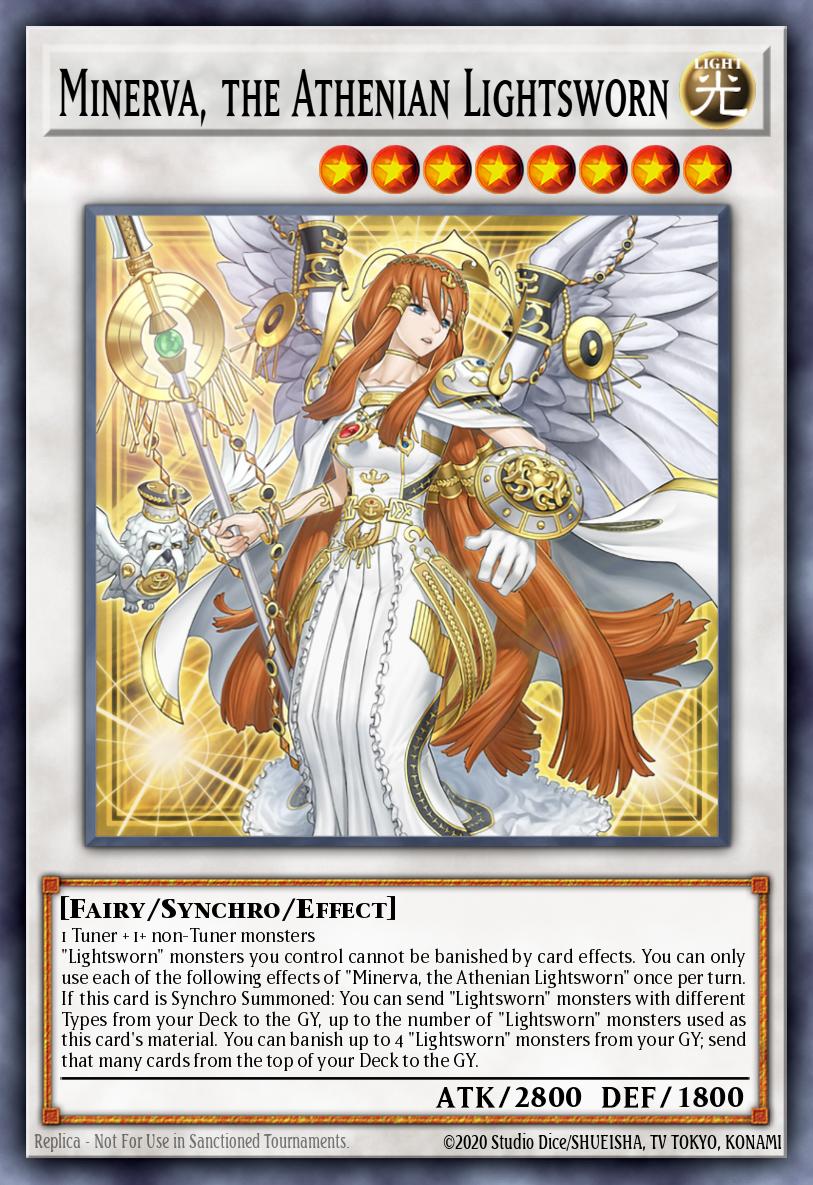 Minerva, the Athenian Lightsworn
LIGHT
光
[Fairy/Synchro/Effect]
1 Tuner + 1+ non-Tuner monsters
"Lightsworn" monsters you control cannot be banished by card effects. You can only
use each of the following effects of "Minerva, the Athenian Lightsworn" once per turn.
If this card is Synchro Summoned: You can send "Lightsworn" monsters with different
Types from your Deck to the GY, up to the number of "Lightsworn" monsters used as
this card's material. You can banish up to 4 "Lightsworn" monsters from your GY; send
that many cards from the top of your Deck to the GY.
ATK/2800 DEF/1800
Replica - Not For Use in Sanctioned Tournaments.
©2020 Studio Dice/SHUEISHA, TV TOKYO, KONAMI